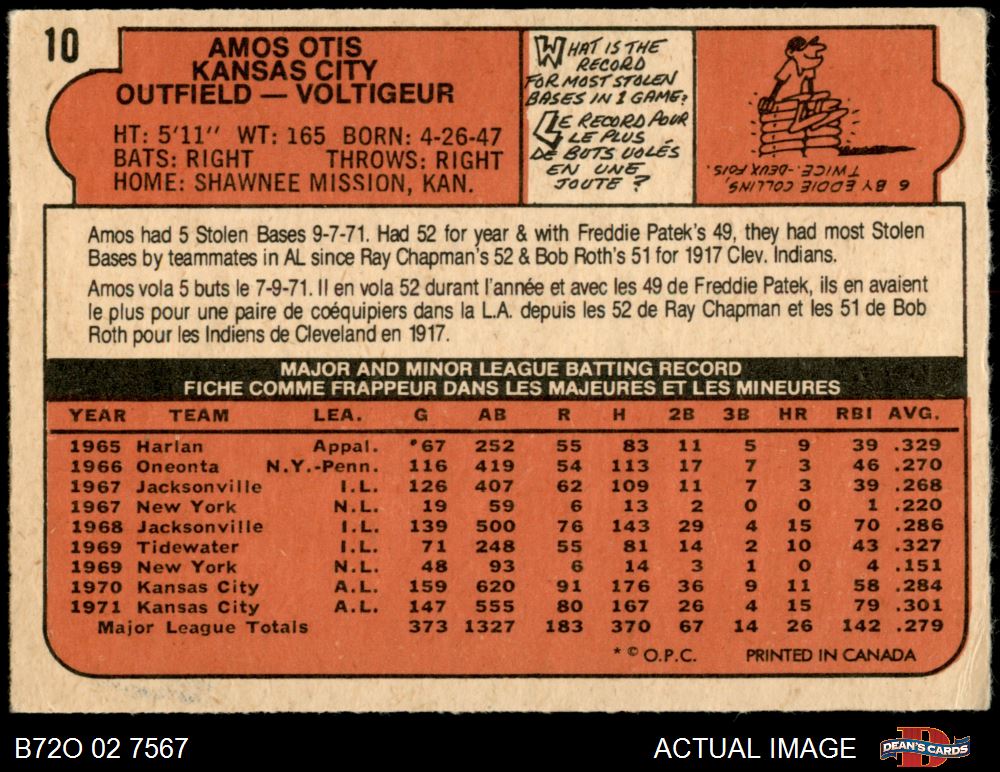 10
AMOS OTIS
KANSAS CITY
OUTFIELD — VOLTIGEUR
HT: 5'11" WT: 165 BORN: 4-26-47
BATS: RIGHT THROWS: RIGHT
HOME: SHAWNEE MISSION, KAN.
WHAT IS THE
RECORD
FOR MOST STOLEN
BASES IN 1 GAME?
LE RECORD POUR
LE PLUS
DE BUTS VOLÉS
EN UNE
JOUTE ?
6 BY EDDIE COLLINS,
TWICE.-DEUX FOIS.
Amos had 5 Stolen Bases 9-7-71. Had 52 for year & with Freddie Patek's 49, they had most Stolen
Bases by teammates in AL since Ray Chapman's 52 & Bob Roth's 51 for 1917 Clev. Indians.
Amos vola 5 buts le 7-9-71. Il en vola 52 durant l'année et avec les 49 de Freddie Patek, ils en avaient
le plus pour une paire de coéquipiers dans la L.A. depuis les 52 de Ray Chapman et les 51 de Bob
Roth pour les Indiens de Cleveland en 1917.
MAJOR AND MINOR LEAGUE BATTING RECORD
FICHE COMME FRAPPEUR DANS LES MAJEURES ET LES MINEURES
YEAR TEAM LEA. G AB R H 2B 3B HR RBI AVG.
1965 Harlan Appal. *67 252 55 83 11 5 9 39 .329
1966 Oneonta N.Y.-Penn. 116 419 54 113 17 7 3 46 .270
1967 Jacksonville I.L. 126 407 62 109 11 7 3 39 .268
1967 New York N.L. 19 59 6 13 2 0 0 1 .220
1968 Jacksonville I.L. 139 500 76 143 29 4 15 70 .286
1969 Tidewater I.L. 71 248 55 81 14 2 10 43 .327
1969 New York N.L. 48 93 6 14 3 1 0 4 .151
1970 Kansas City A.L. 159 620 91 176 36 9 11 58 .284
1971 Kansas City A.L. 147 555 80 167 26 4 15 79 .301
Major League Totals 373 1327 183 370 67 14 26 142 .279
* © O.P.C. PRINTED IN CANADA
B72O 02 7567 ACTUAL IMAGE DEAN'S CARDS